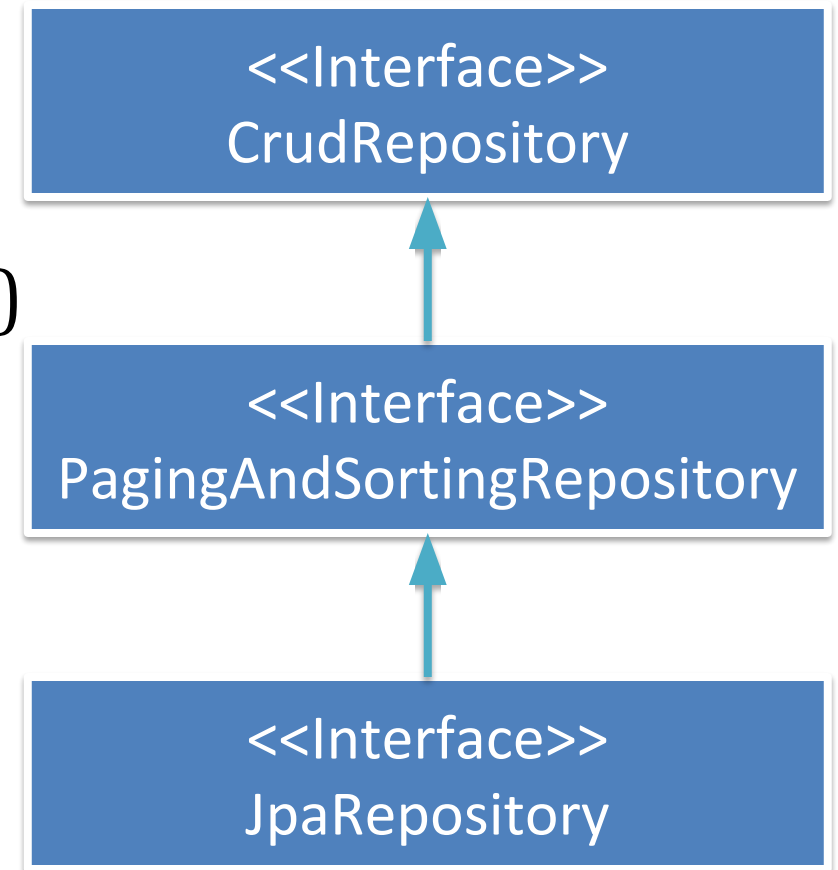 <<Interface>>
CrudRepository
)
<<Interface>>
PagingAndSortingRepository
<<Interface>>
JpaRepository